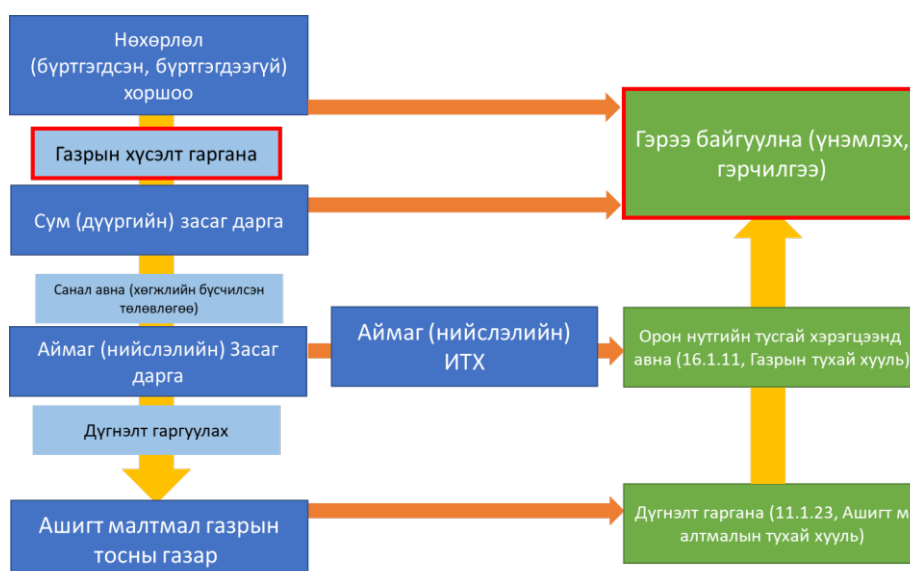 Нөхөрлөл
(бүртгэгдсэн, бүртгэгдээгүй)
хоршоо
Газрын хүсэлт гаргана
Сум (дүүргийн) засаг дарга
Санал авна (хөгжлийн бүсчилсэн
төлөвлөгөө)
Аймаг (нийслэлийн) Засаг
дарга
Дүгнэлт гаргуулах
Ашигт малтмал газрын
тосны газар
Аймаг (нийслэлийн)
ИТХ
Гэрээ байгуулна (үнэмлэх,
гэрчилгээ)
Орон нутгийн тусгай хэрэгцээнд
авна (16.1.11, Газрын тухай хууль)
Дүгнэлт гаргана (11.1.23, Ашигт м
алтмалын тухай хууль)